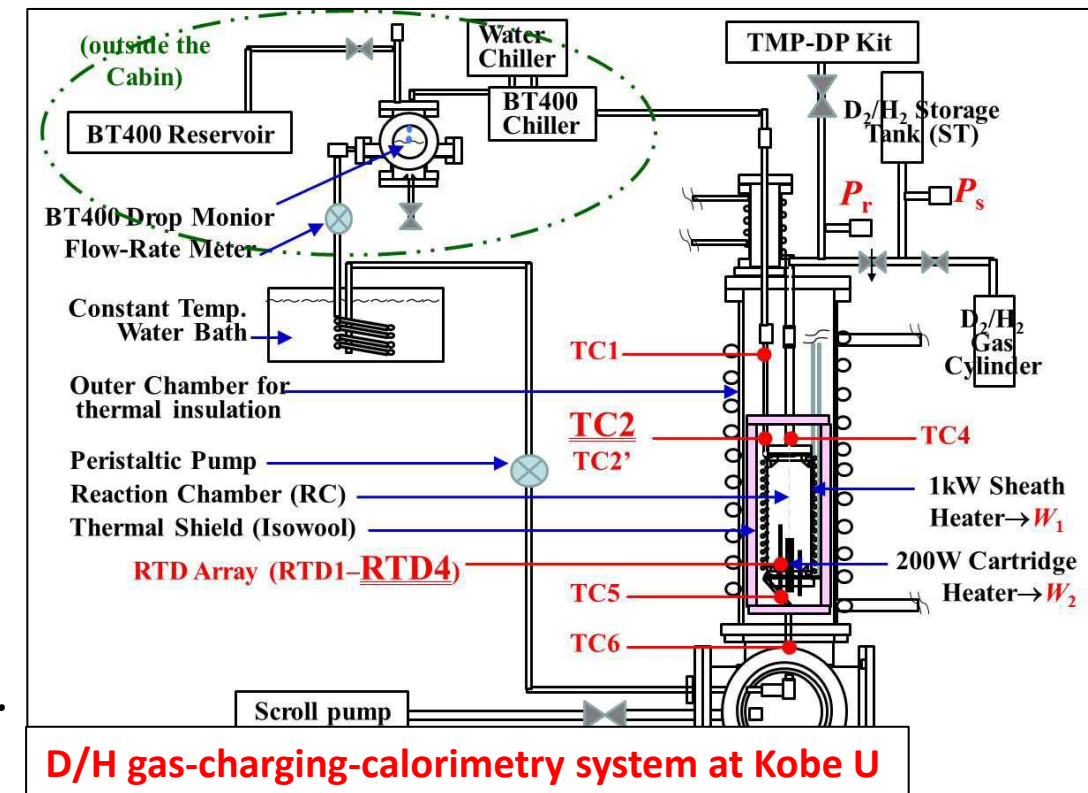 (outside the
Cabin)
Water
Chiller
BT400
Chiller
TMP-DP Kit
D2/H2 Storage
Tank (ST)
BT400 Reservoir
Pr
Ps
BT400 Drop Monior
Flow-Rate Meter
Constant Temp.
Water Bath
D2/H2
Gas
Cylinder
TC1
Outer Chamber for
thermal insulation
TC2
TC2’
TC4
Peristaltic Pump
Reaction Chamber (RC)
Thermal Shield (Isowool)
1kW Sheath
Heater→W1
RTD Array (RTD1–RTD4)
200W Cartridge
Heater→W2
TC5
TC6
Scroll pump
.
D/H gas-charging-calorimetry system at Kobe U